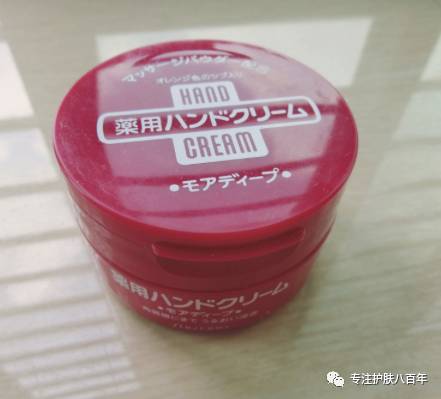 マッサージパウダー配合
オレンジ色のツブ入り
HAND
薬用ハンドクリーム
CREAM
•モアディープ•
薬用ハンドクリーム
•モアディープ•
专注护肤八百年